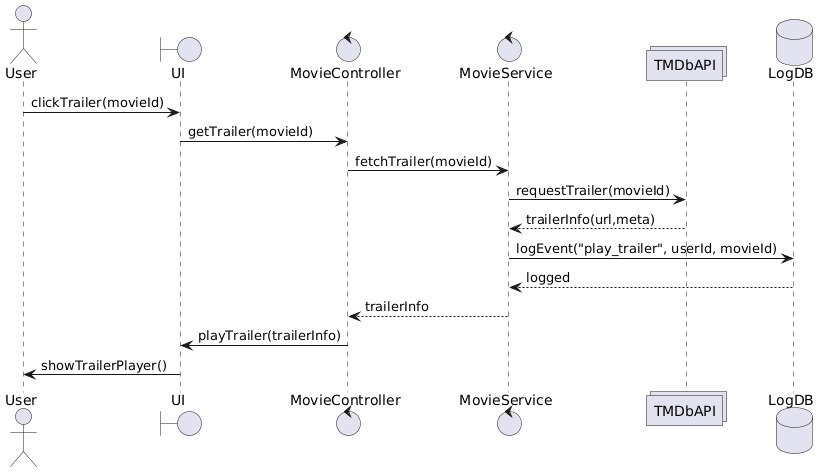 User
UI
MovieController
MovieService
TMDbAPI
LogDB
clickTrailer(movieId)
getTrailer(movieId)
fetchTrailer(movieId)
requestTrailer(movieId)
trailerInfo(url,meta)
logEvent("play_trailer", userId, movieId)
logged
trailerInfo
playTrailer(trailerInfo)
showTrailerPlayer()
User
UI
MovieController
MovieService
TMDbAPI
LogDB